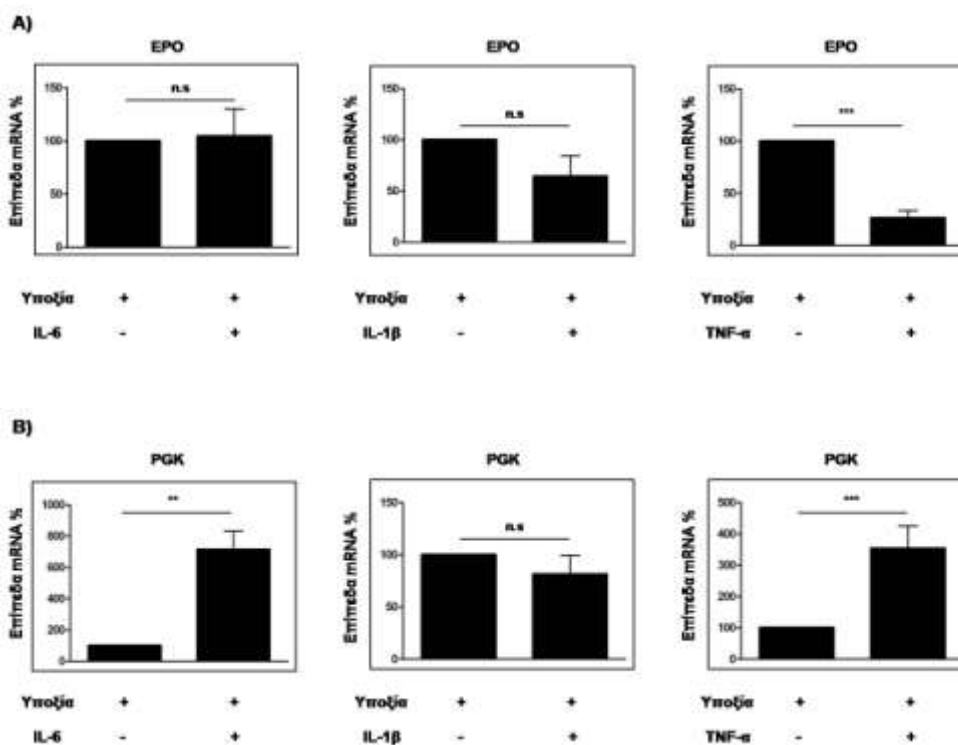 A)
EPO EPO EPO
Επίπεδα mRNA % 150 100 50 0 n.s
Επίπεδα mRNA % 150 100 50 0 n.s
Επίπεδα mRNA % 150 100 50 0 ***
Υποξία + + Υποξία + + Υποξία + +
IL-6 - + IL-1β - + TNF-α - +
B)
PGK PGK PGK
Επίπεδα mRNA % 1000 800 600 400 200 0 **
Επίπεδα mRNA % 150 100 50 0 n.s
Επίπεδα mRNA % 500 400 300 200 100 0 ***
Υποξία + + Υποξία + + Υποξία + +
IL-6 - + IL-1β - + TNF-α - +